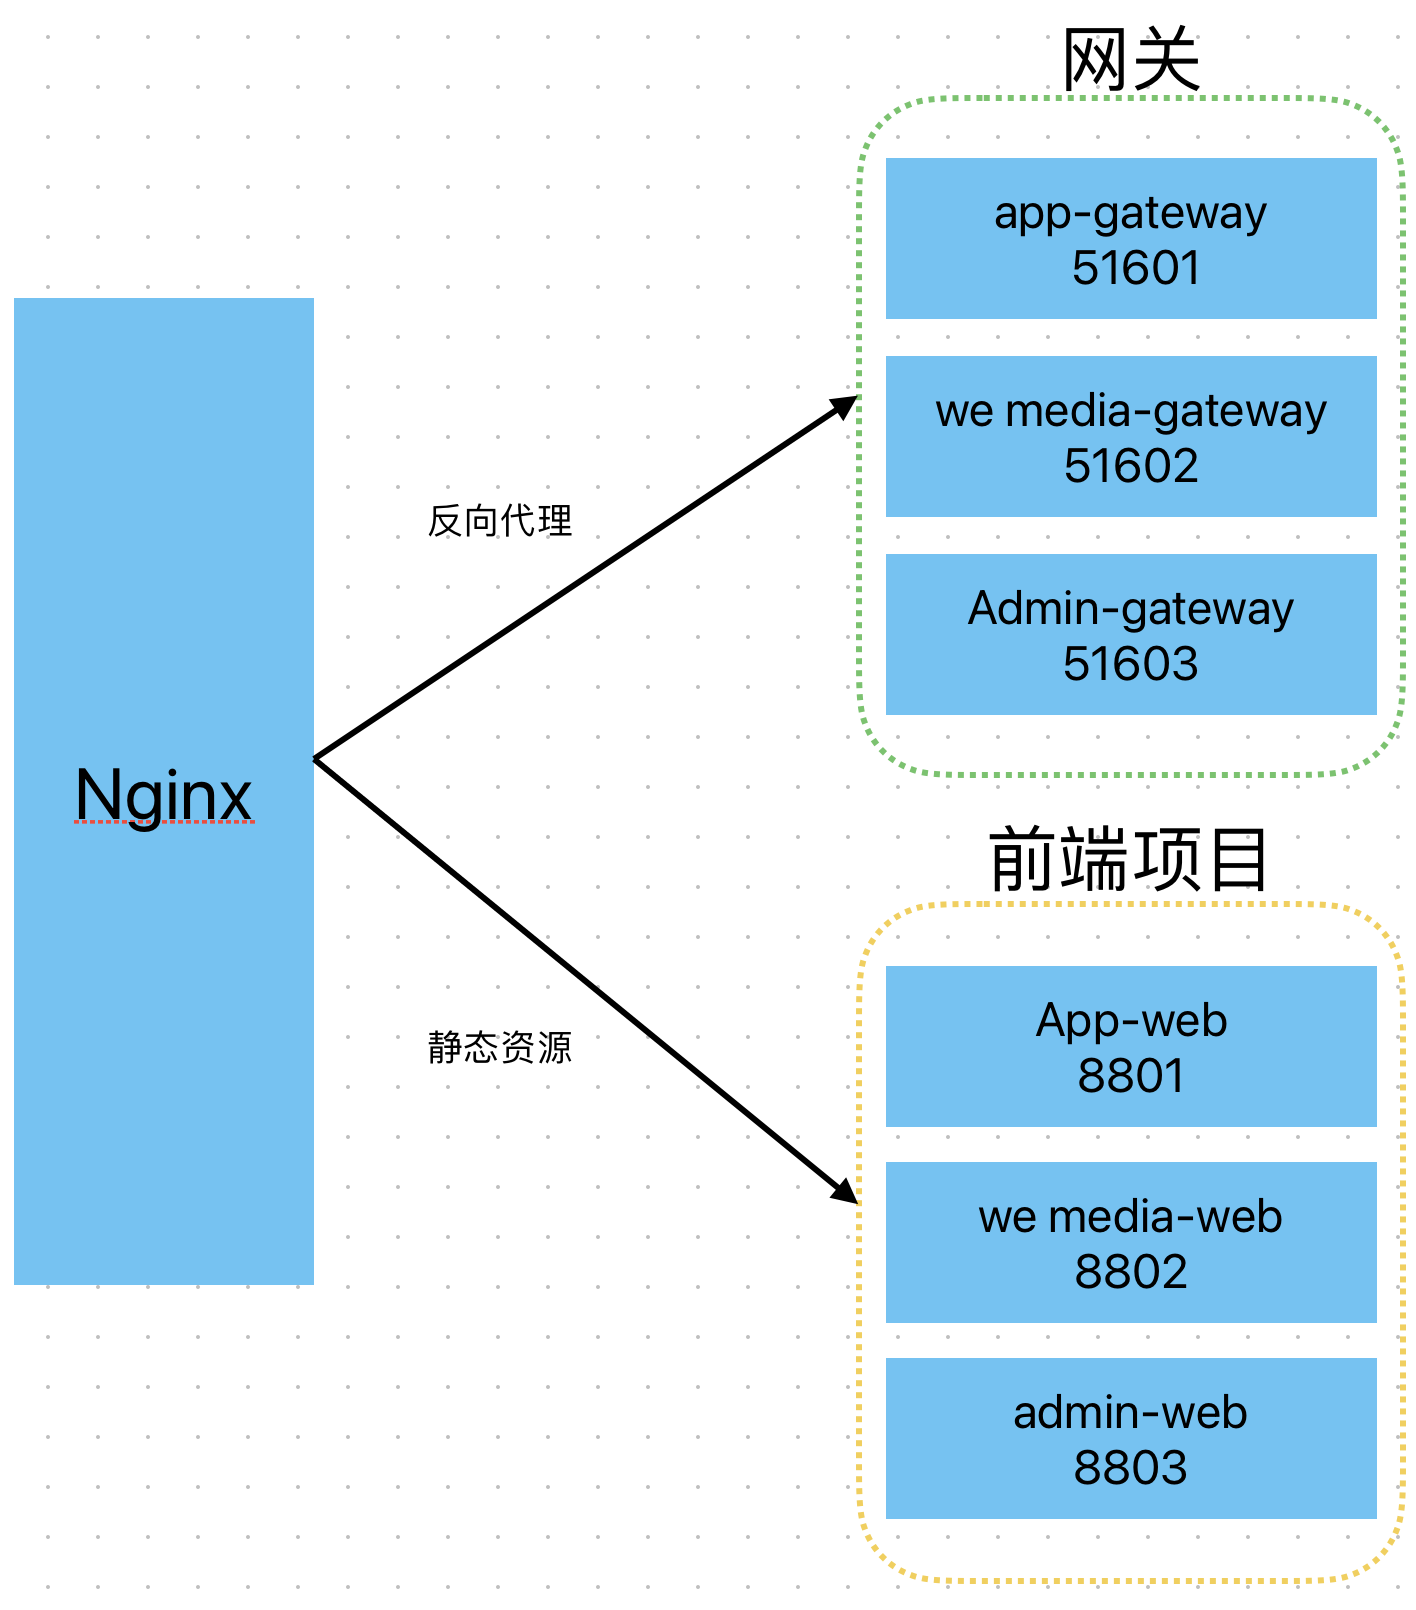 网关
app-gateway
51601
we media-gateway
51602
Admin-gateway
51603
反向代理
Nginx
前端项目
静态资源
App-web
8801
we media-web
8802
admin-web
8803